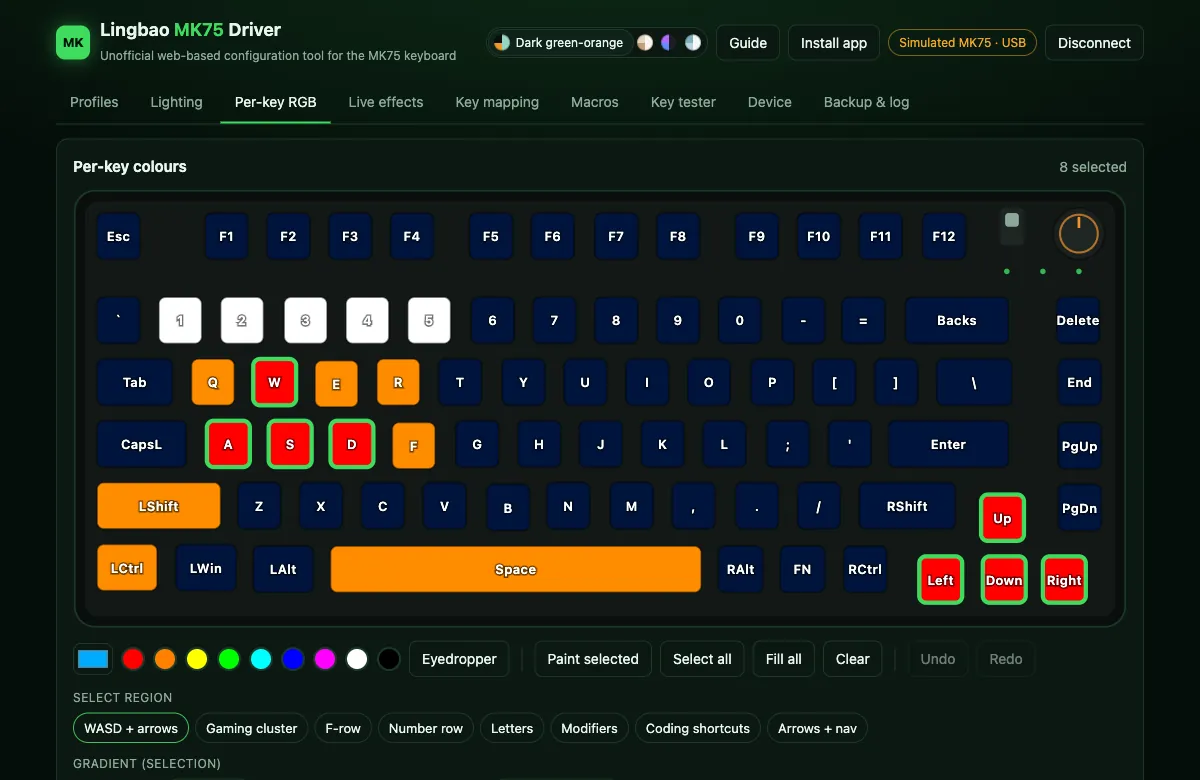 MK
Lingbao MK75 Driver
Unofficial web-based configuration tool for the MK75 keyboard
Dark green-orange
Guide
Install app
Simulated MK75 · USB
Disconnect
Profiles Lighting Per-key RGB Live effects Key mapping Macros Key tester Device Backup & log
Per-key colours
8 selected
Esc F1 F2 F3 F4 F5 F6 F7 F8 F9 F10 F11 F12
` 1 2 3 4 5 6 7 8 9 0 - = Backs Delete
Tab Q W E R T Y U I O P [ ] \ End
CapsL A S D F G H J K L ; ' Enter PgUp
LShift Z X C V B N M , . / RShift Up PgDn
LCtrl LWin LAlt Space RAlt FN RCtrl Left Down Right
Eyedropper Paint selected Select all Fill all Clear Undo Redo
SELECT REGION
WASD + arrows Gaming cluster F-row Number row Letters Modifiers Coding shortcuts Arrows + nav
GRADIENT (SELECTION)